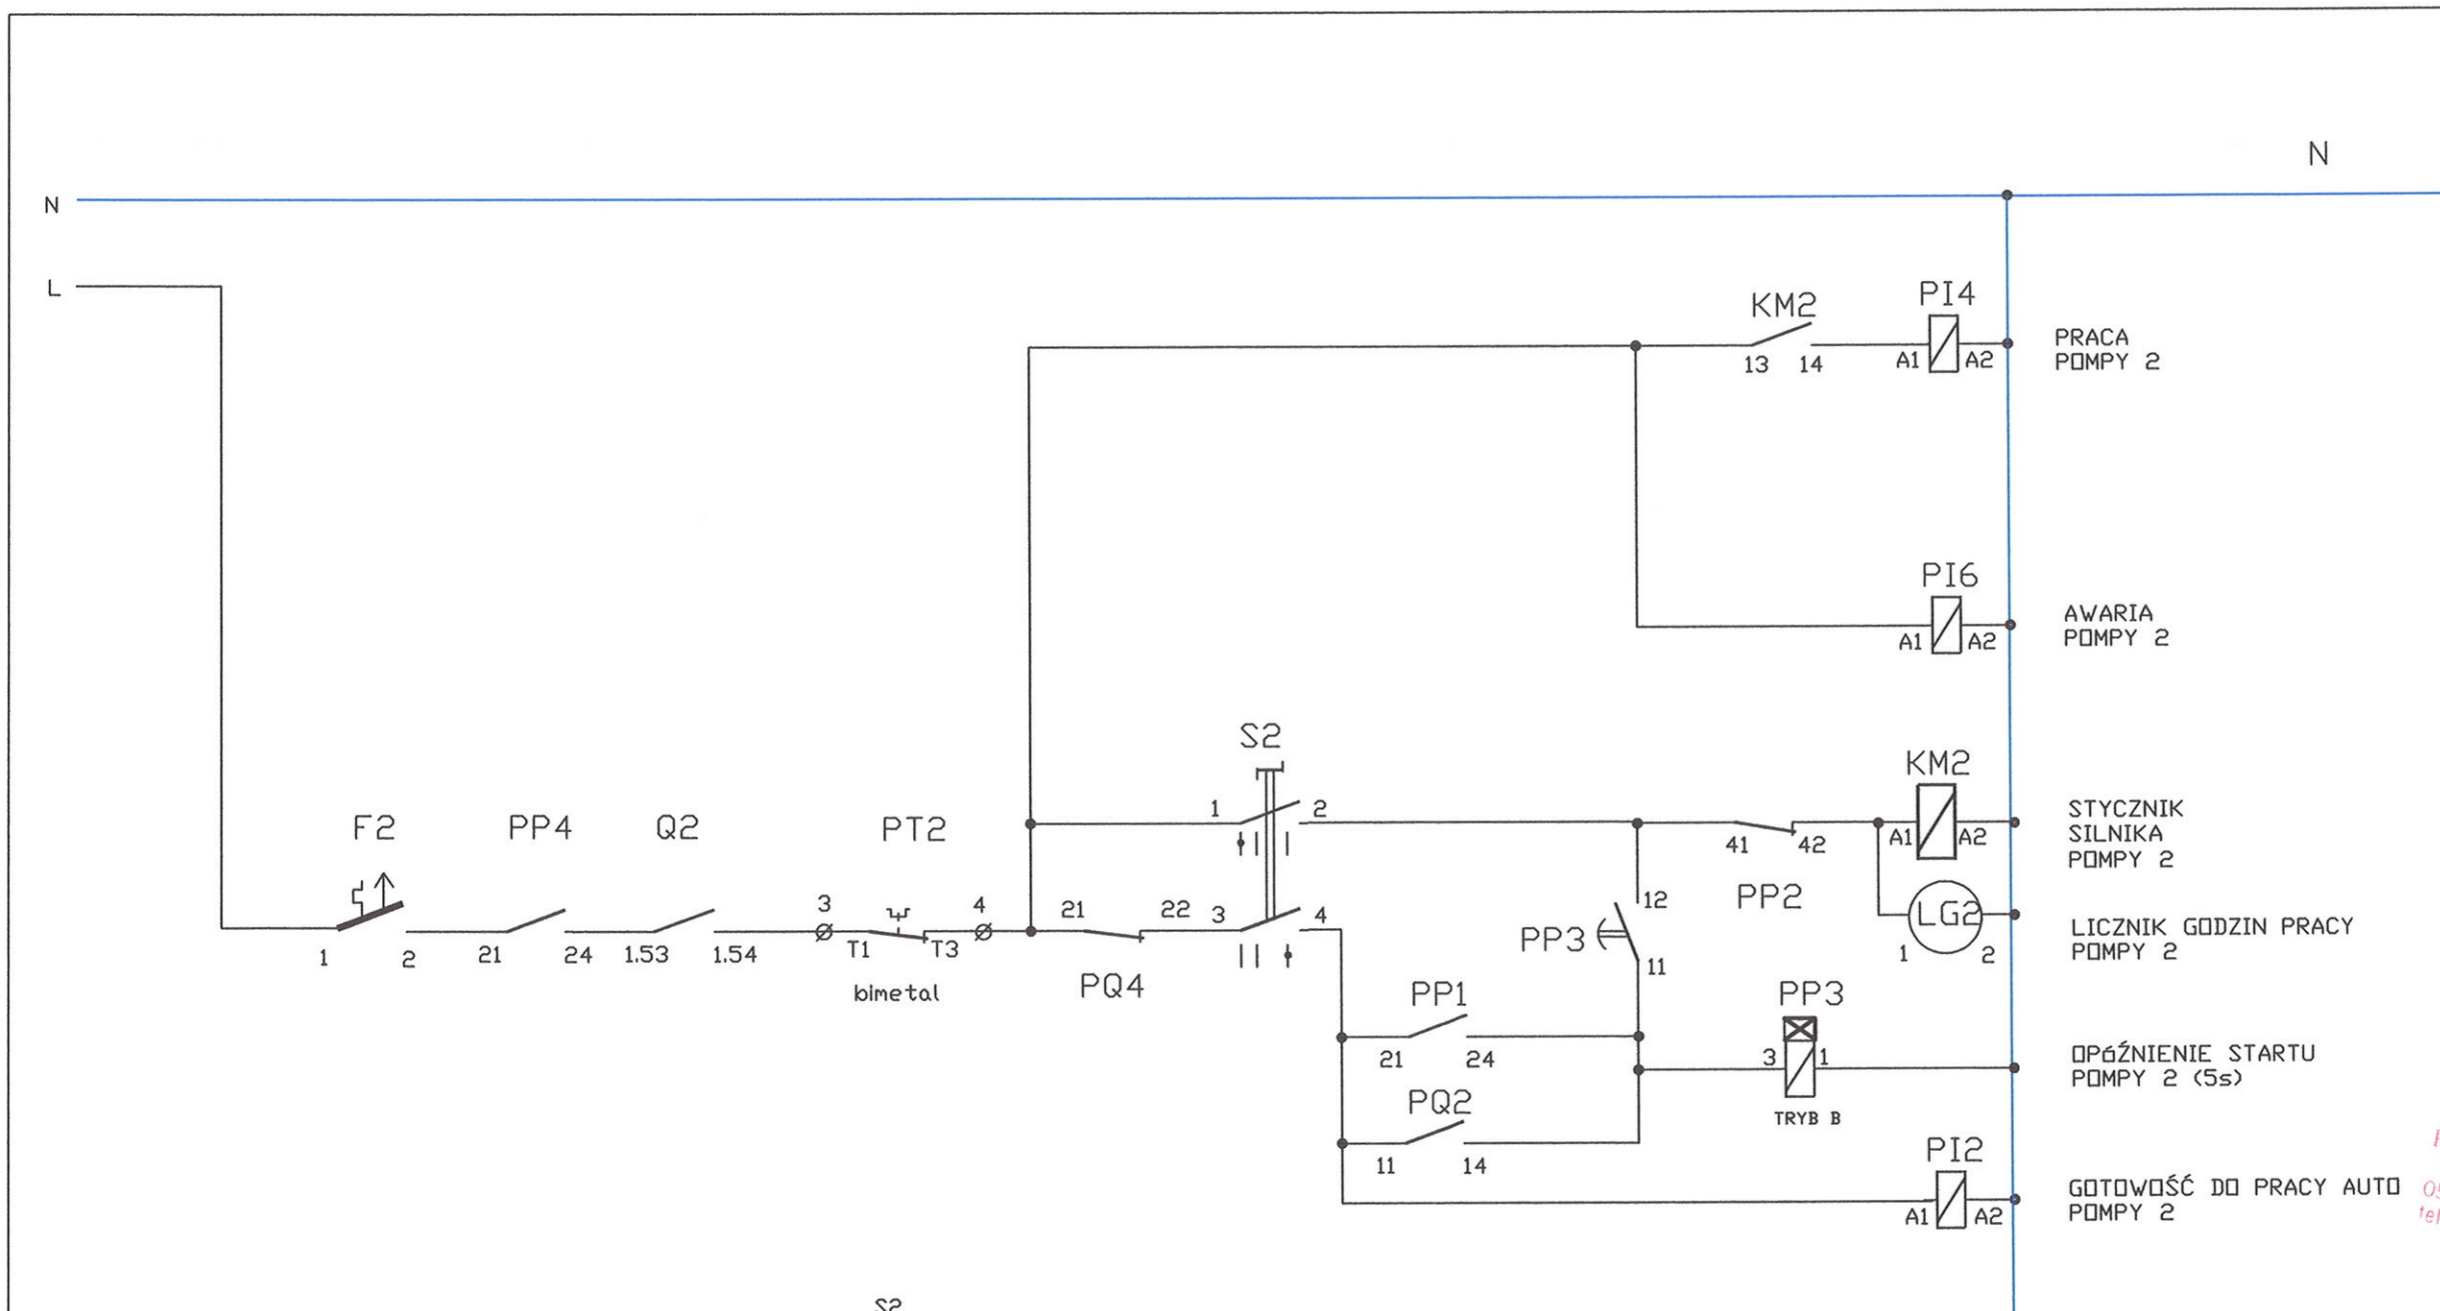 N
N
L
KM2
PI4
13
14
A1
A2
PRACA
POMPY 2
PI6
A1
A2
AWARIA
POMPY 2
S2
1
2
KM2
41
42
A1
A2
STYCZNIK
SILNIKA
POMPY 2
F2
PP4
Q2
PT2
PP2
1
2
21
24
1.53
1.54
3
T1
T3
4
bimetal
21
22
PQ4
3
4
12
PP3
11
LG2
1
2
LICZNIK GODZIN PRACY
POMPY 2
PP1
21
24
PP3
3
1
TRYB B
OPóŹNIENIE STARTU
POMPY 2 (5s)
PQ2
11
14
PI2
A1
A2
GOTOWOŚĆ DO PRACY AUTO
POMPY 2
tel